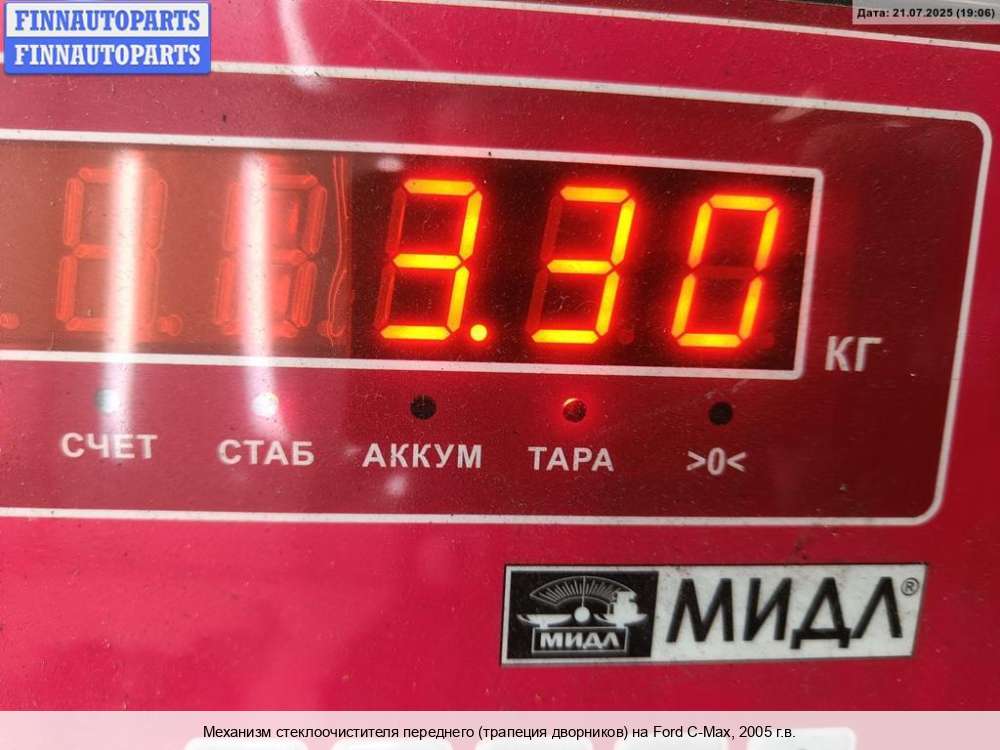 FINNAUTOPARTS
FINNAUTOPARTS
Дата: 21.07.2025 (19:06)
3.30
КГ
СЧЕТ СТАБ АККУМ ТАРА >0<
МИДЛ МИДЛ®
Механизм стеклоочистителя переднего (трапеция дворников) на Ford C-Max, 2005 г.в.